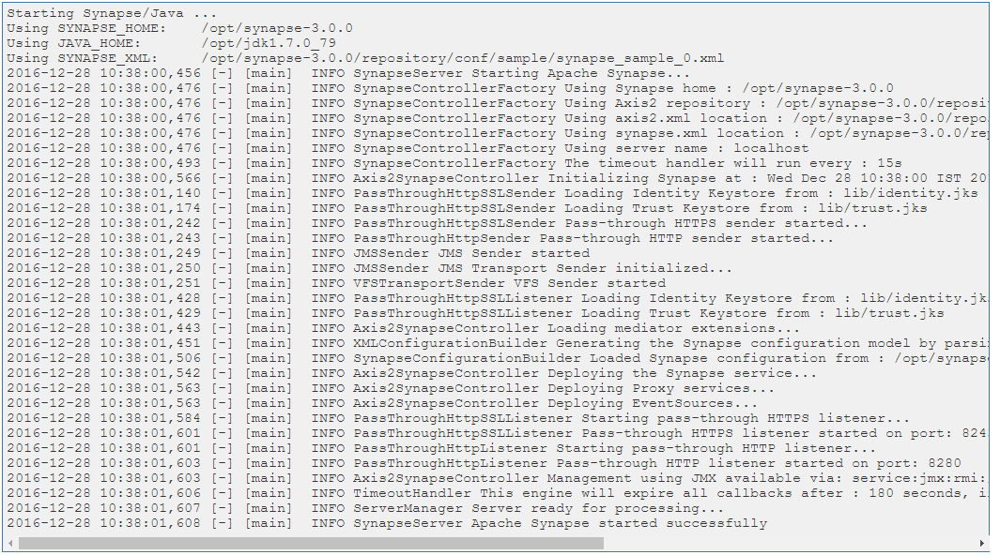 Starting Synapse/Java ...
Using SYNAPSE_HOME:    /opt/synapse-3.0.0
Using JAVA_HOME:       /opt/jdk1.7.0_79
Using SYNAPSE_XML:     /opt/synapse-3.0.0/repository/conf/sample/synapse_sample_0.xml
2016-12-28 10:38:00,456 [-] [main]  INFO SynapseServer Starting Apache Synapse...
2016-12-28 10:38:00,476 [-] [main]  INFO SynapseControllerFactory Using Synapse home : /opt/synapse-3.0.0
2016-12-28 10:38:00,476 [-] [main]  INFO SynapseControllerFactory Using Axis2 repository : /opt/synapse-3.0.0/reposi
2016-12-28 10:38:00,476 [-] [main]  INFO SynapseControllerFactory Using axis2.xml location : /opt/synapse-3.0.0/repo
2016-12-28 10:38:00,476 [-] [main]  INFO SynapseControllerFactory Using synapse.xml location : /opt/synapse-3.0.0/rep
2016-12-28 10:38:00,476 [-] [main]  INFO SynapseControllerFactory Using server name : localhost
2016-12-28 10:38:00,493 [-] [main]  INFO SynapseControllerFactory The timeout handler will run every : 15s
2016-12-28 10:38:00,566 [-] [main]  INFO Axis2SynapseController Initializing Synapse at : Wed Dec 28 10:38:00 IST 20
2016-12-28 10:38:01,140 [-] [main]  INFO PassThroughHttpSSLSender Loading Identity Keystore from : lib/identity.jks
2016-12-28 10:38:01,174 [-] [main]  INFO PassThroughHttpSSLSender Loading Trust Keystore from : lib/trust.jks
2016-12-28 10:38:01,242 [-] [main]  INFO PassThroughHttpSSLSender Pass-through HTTPS sender started...
2016-12-28 10:38:01,243 [-] [main]  INFO PassThroughHttpSender Pass-through HTTP sender started...
2016-12-28 10:38:01,249 [-] [main]  INFO JMSSender JMS Sender started
2016-12-28 10:38:01,250 [-] [main]  INFO JMSSender JMS Transport Sender initialized...
2016-12-28 10:38:01,251 [-] [main]  INFO VFSTransportSender VFS Sender started
2016-12-28 10:38:01,428 [-] [main]  INFO PassThroughHttpSSLListener Loading Identity Keystore from : lib/identity.jk
2016-12-28 10:38:01,429 [-] [main]  INFO PassThroughHttpSSLListener Loading Trust Keystore from : lib/trust.jks
2016-12-28 10:38:01,443 [-] [main]  INFO Axis2SynapseController Loading mediator extensions...
2016-12-28 10:38:01,451 [-] [main]  INFO XMLConfigurationBuilder Generating the Synapse configuration model by parsi
2016-12-28 10:38:01,506 [-] [main]  INFO SynapseConfigurationBuilder Loaded Synapse configuration from : /opt/synaps
2016-12-28 10:38:01,542 [-] [main]  INFO Axis2SynapseController Deploying the Synapse service...
2016-12-28 10:38:01,563 [-] [main]  INFO Axis2SynapseController Deploying Proxy services...
2016-12-28 10:38:01,563 [-] [main]  INFO Axis2SynapseController Deploying EventSources...
2016-12-28 10:38:01,584 [-] [main]  INFO PassThroughHttpSSLListener Starting pass-through HTTPS listener...
2016-12-28 10:38:01,601 [-] [main]  INFO PassThroughHttpSSLListener Pass-through HTTPS listener started on port: 824
2016-12-28 10:38:01,601 [-] [main]  INFO PassThroughHttpListener Starting pass-through HTTP listener...
2016-12-28 10:38:01,603 [-] [main]  INFO PassThroughHttpListener Pass-through HTTP listener started on port: 8280
2016-12-28 10:38:01,603 [-] [main]  INFO Axis2SynapseController Management using JMX available via: service:jmx:rmi:
2016-12-28 10:38:01,606 [-] [main]  INFO TimeoutHandler This engine will expire all callbacks after : 180 seconds, i
2016-12-28 10:38:01,607 [-] [main]  INFO ServerManager Server ready for processing...
2016-12-28 10:38:01,608 [-] [main]  INFO SynapseServer Apache Synapse started successfully